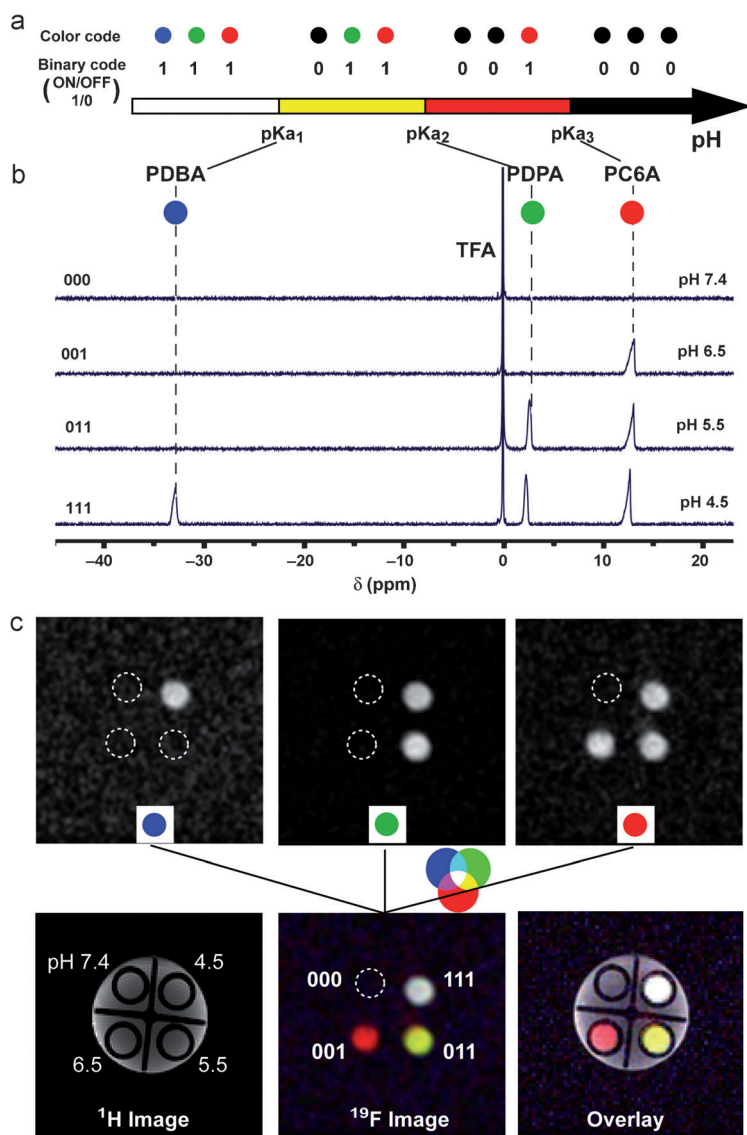 a
Color code
Binary code
(ON/OFF)
1/0
1 1 1 0 1 1 0 0 1 0 0 0
pKa₁ pKa₂ pKa₃ pH
b
PDBA PDPA PC6A
TFA
000 pH 7.4
001 pH 6.5
011 pH 5.5
111 pH 4.5
–40 –30 –20 –10 0 10 20
δ (ppm)
c
pH 7.4 4.5
6.5 5.5
¹H Image
000 111
001 011
¹⁹F Image
Overlay